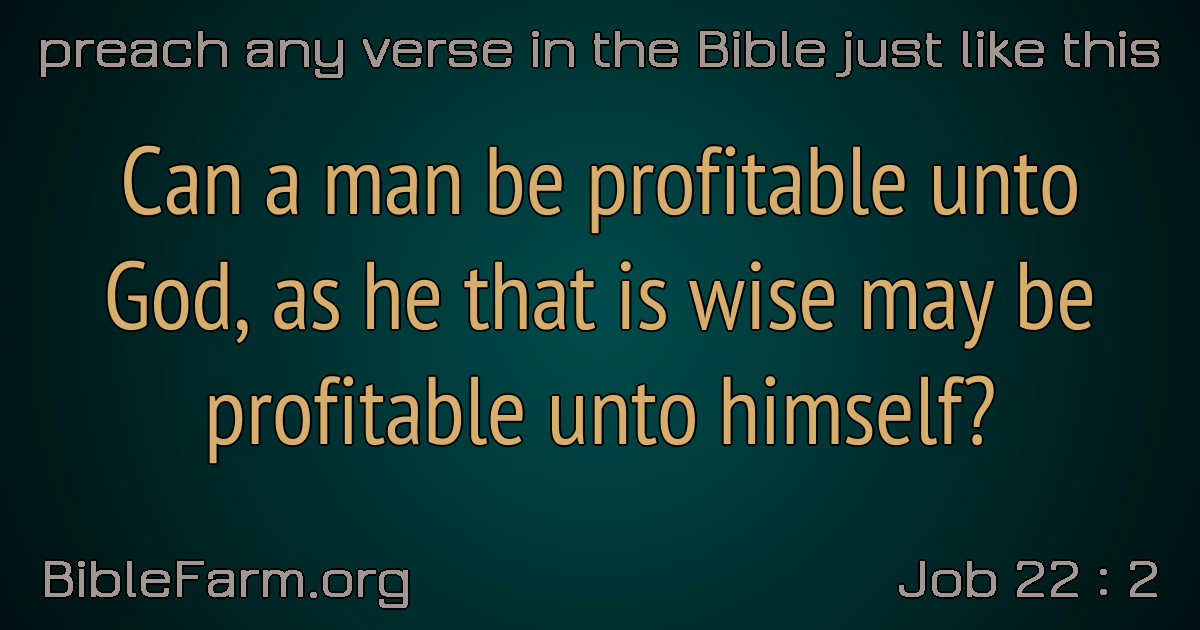 preach any verse in the Bible just like this
Can a man be profitable unto
God, as he that is wise may be
profitable unto himself?
BibleFarm.org
Job 22 : 2